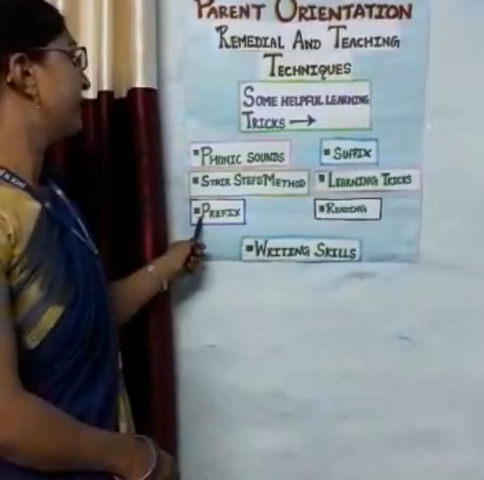 PARENT ORIENTATION
REMEDIAL AND TEACHING
TECHNIQUES
SOME HELPFUL LEARNING
TRICKS →
▪ PHONIC SOUNDS ▪ SUFFIX
▪ STAIR STEPS METHOD ▪ LEARNING TRICKS
▪ PREFIX ▪ READING
▪ WRITING SKILLS